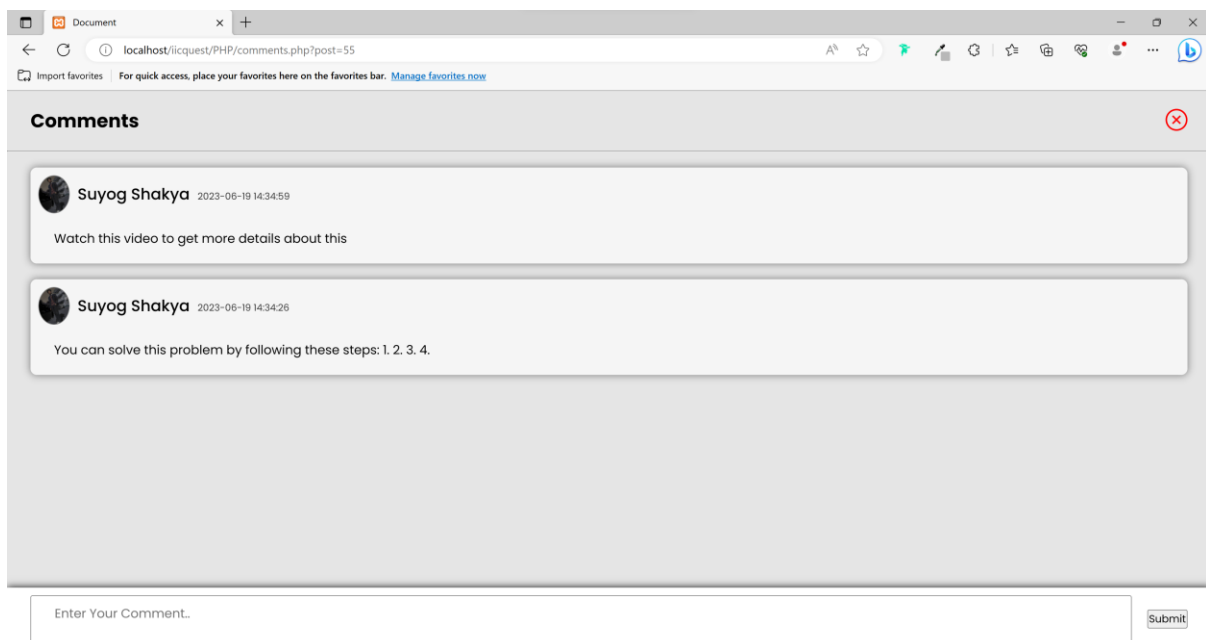 Document
localhost/iicquest/PHP/comments.php?post=55
Import favorites For quick access, place your favorites here on the favorites bar. Manage favorites now
Comments
Suyog Shakya 2023-06-19 14:34:59
Watch this video to get more details about this
Suyog Shakya 2023-06-19 14:34:26
You can solve this problem by following these steps: 1. 2. 3. 4.
Enter Your Comment..
Submit